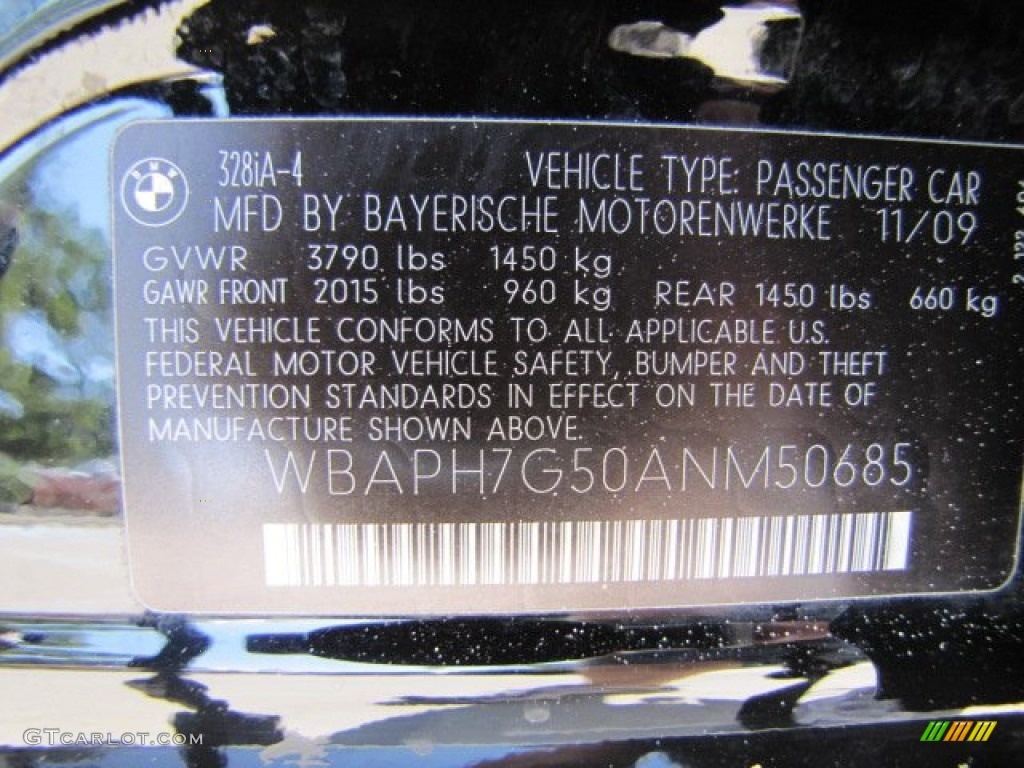 BMW
328iA-4 VEHICLE TYPE: PASSENGER CAR
MFD BY BAYERISCHE MOTORENWERKE 11/09
GVWR 3790 lbs 1450 kg
GAWR FRONT 2015 lbs 960 kg REAR 1450 lbs 660 kg
THIS VEHICLE CONFORMS TO ALL APPLICABLE U.S.
FEDERAL MOTOR VEHICLE SAFETY, BUMPER AND THEFT
PREVENTION STANDARDS IN EFFECT ON THE DATE OF
MANUFACTURE SHOWN ABOVE.
WBAPH7G50ANM50685
GTCARLOT.COM